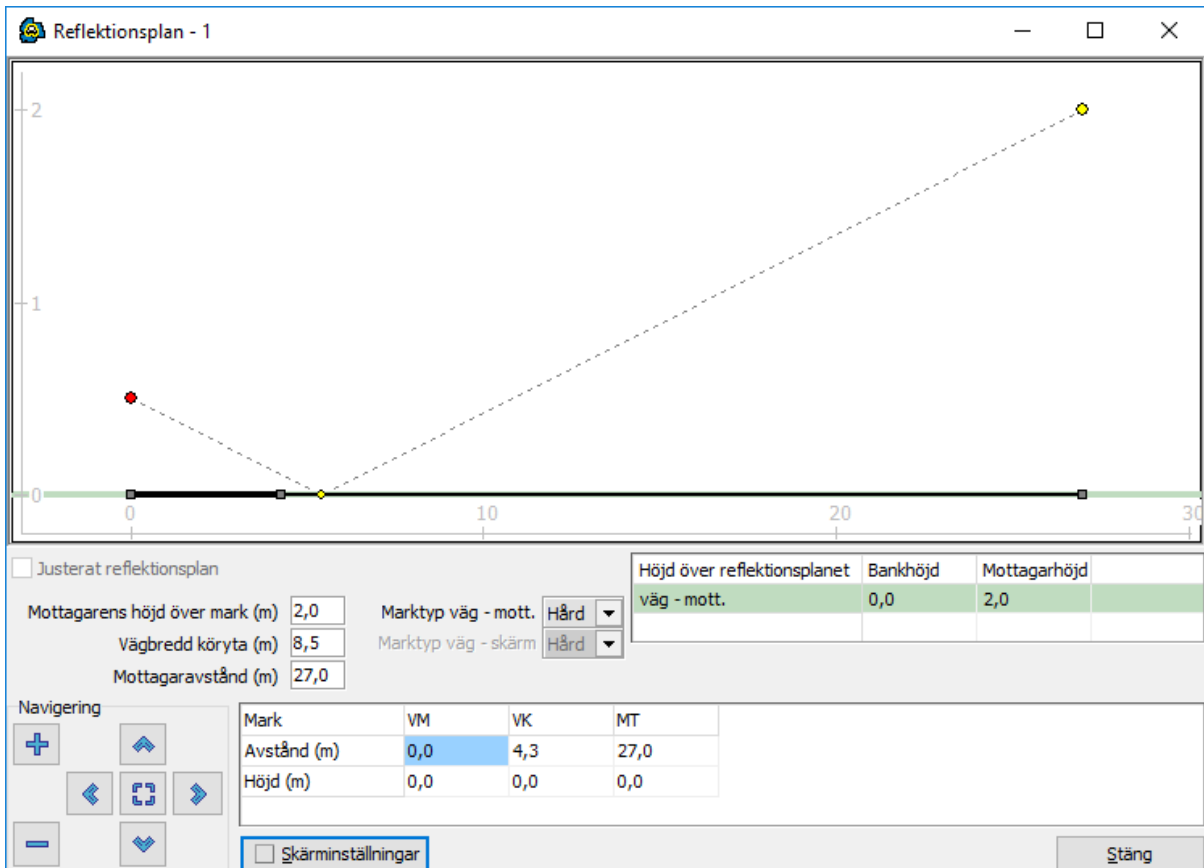 Reflektionsplan - 1
2
1
0
0 10 20 30
Justerat reflektionsplan
Mottagarens höjd över mark (m) 2,0
Vägbredd köryta (m) 8,5
Mottagaravstånd (m) 27,0
Marktyp väg - mott. Hård
Marktyp väg - skärm Hård
Höjd över reflektionsplanet Bankhöjd Mottagarhöjd
väg - mott. 0,0 2,0
Navigering
Mark VM VK MT
Avstånd (m) 0,0 4,3 27,0
Höjd (m) 0,0 0,0 0,0
Skärminställningar
Stäng